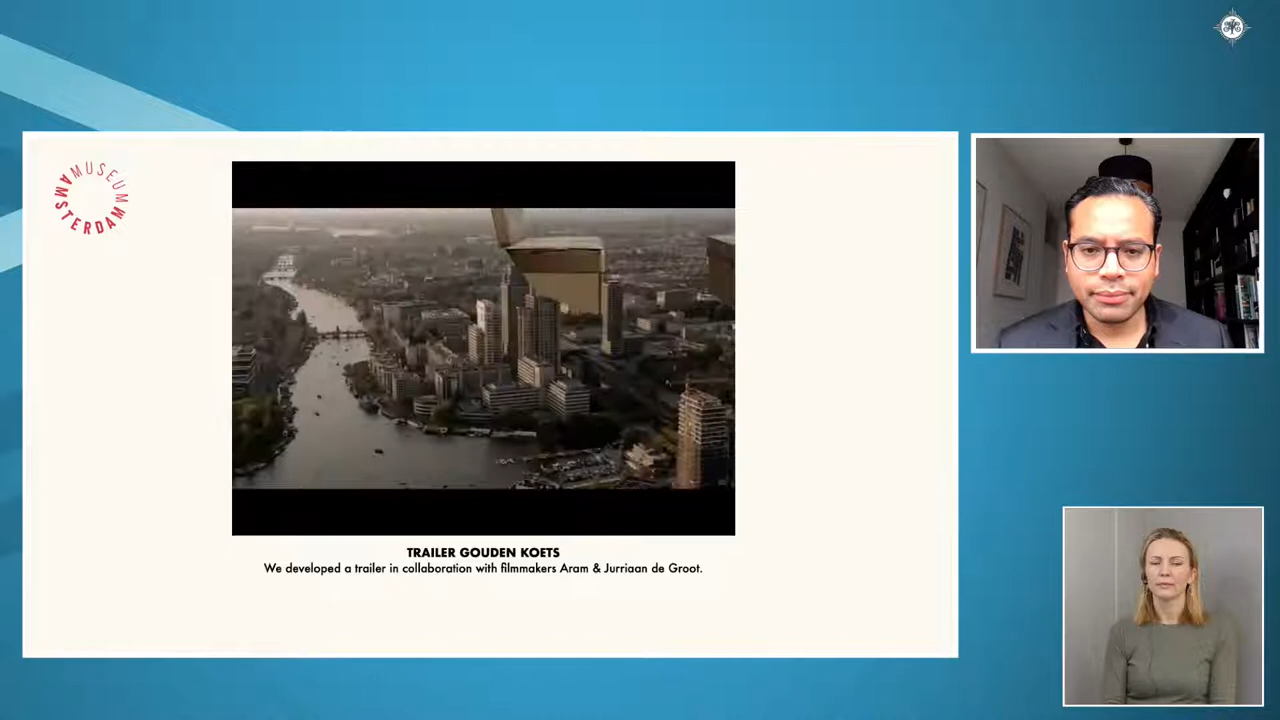 AMSTERDAM MUSEUM
TRAILER GOUDEN KOETS
We developed a trailer in collaboration with filmmakers Aram & Jurriaan de Groot.